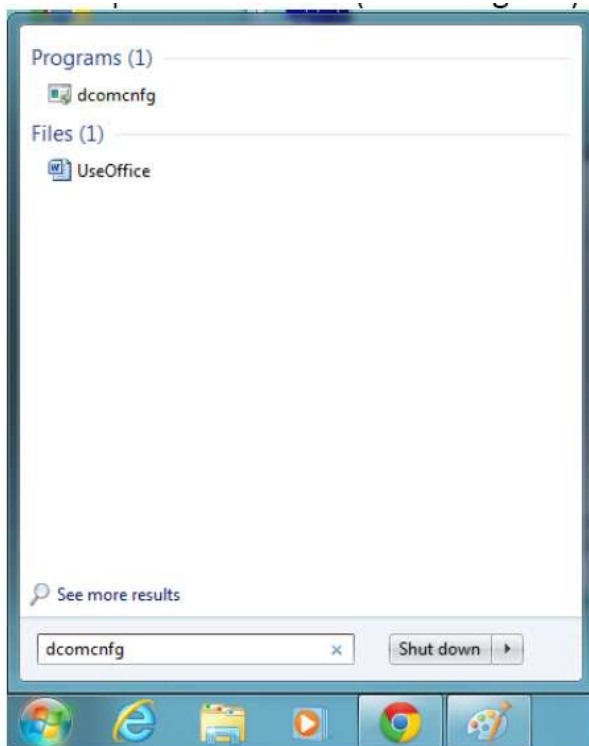 Programs (1)
dcomcnfg
Files (1)
UseOffice
See more results
dcomcnfg
Shut down